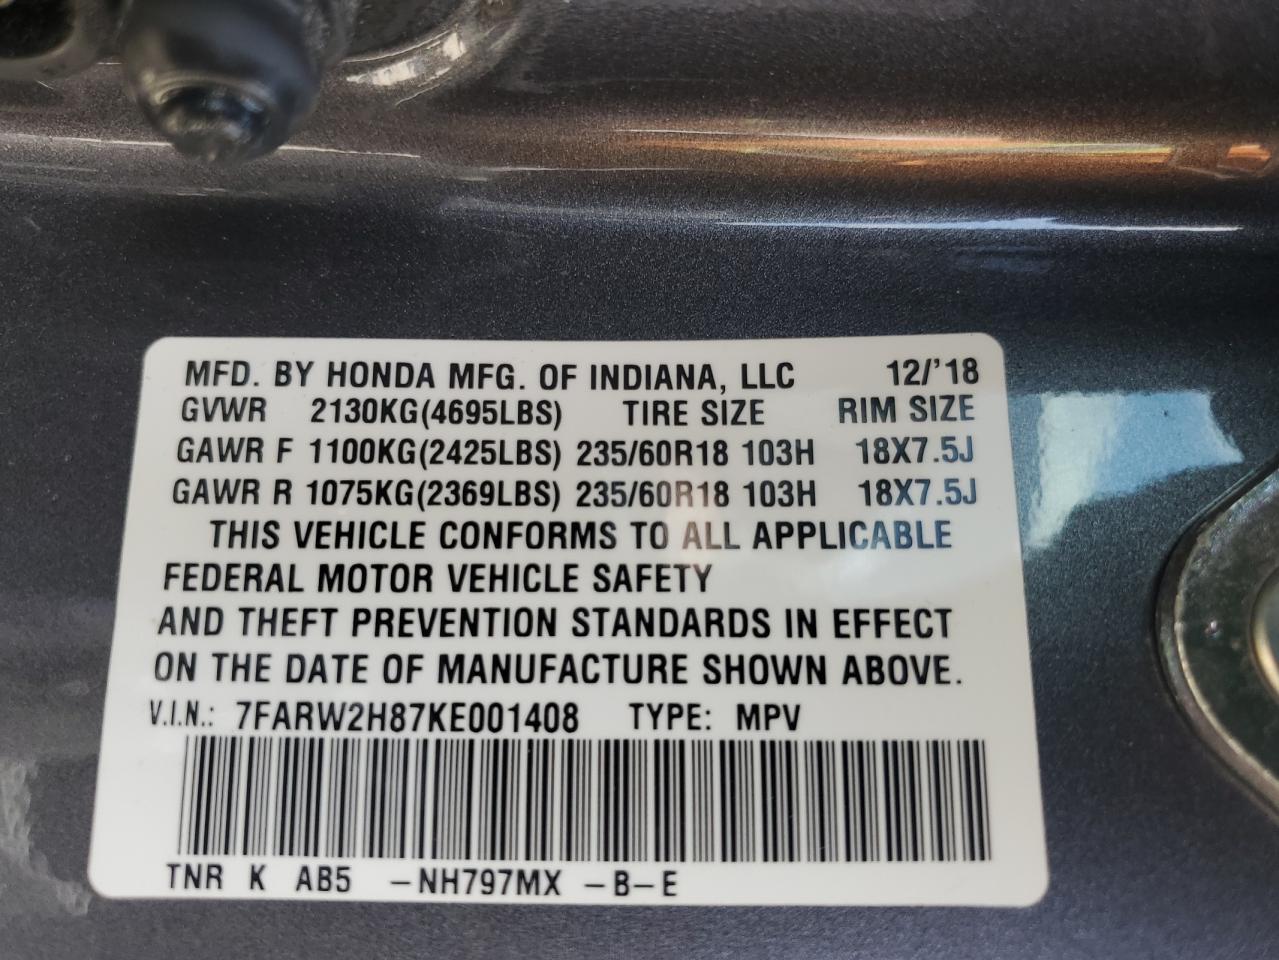 MFD. BY HONDA MFG. OF INDIANA, LLC 12/'18
GVWR 2130KG(4695LBS) TIRE SIZE RIM SIZE
GAWR F 1100KG(2425LBS) 235/60R18 103H 18X7.5J
GAWR R 1075KG(2369LBS) 235/60R18 103H 18X7.5J
THIS VEHICLE CONFORMS TO ALL APPLICABLE
FEDERAL MOTOR VEHICLE SAFETY
AND THEFT PREVENTION STANDARDS IN EFFECT
ON THE DATE OF MANUFACTURE SHOWN ABOVE.
V.I.N.: 7FARW2H87KE001408 TYPE: MPV
TNR K AB5 -NH797MX -B-E